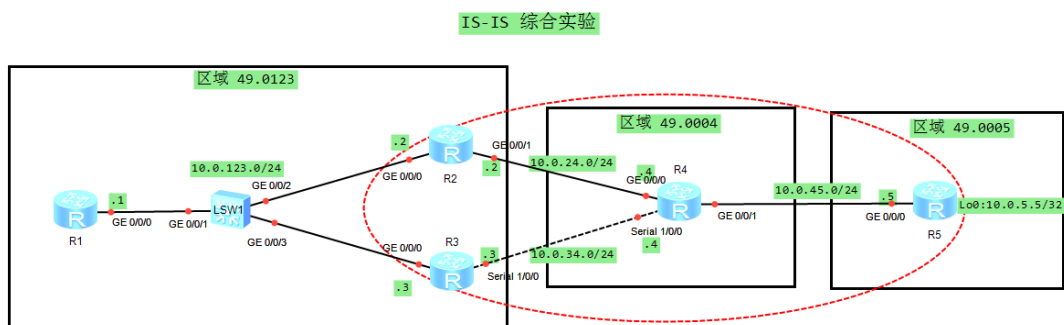 IS-IS 综合实验
区域 49.0123
区域 49.0004
区域 49.0005
.2
R2
GE 0/0/1
.2
10.0.123.0/24
GE 0/0/0
10.0.24.0/24
.4
R4
GE 0/0/0
GE 0/0/2
10.0.45.0/24
.5
.1
LSW1
GE 0/0/0
GE 0/0/1
R1
GE 0/0/1
GE 0/0/0
Lo0:10.0.5.5/32
R5
GE 0/0/3
Serial 1/0/0
.4
GE 0/0/0
R3
.3
10.0.34.0/24
Serial 1/0/0
.3